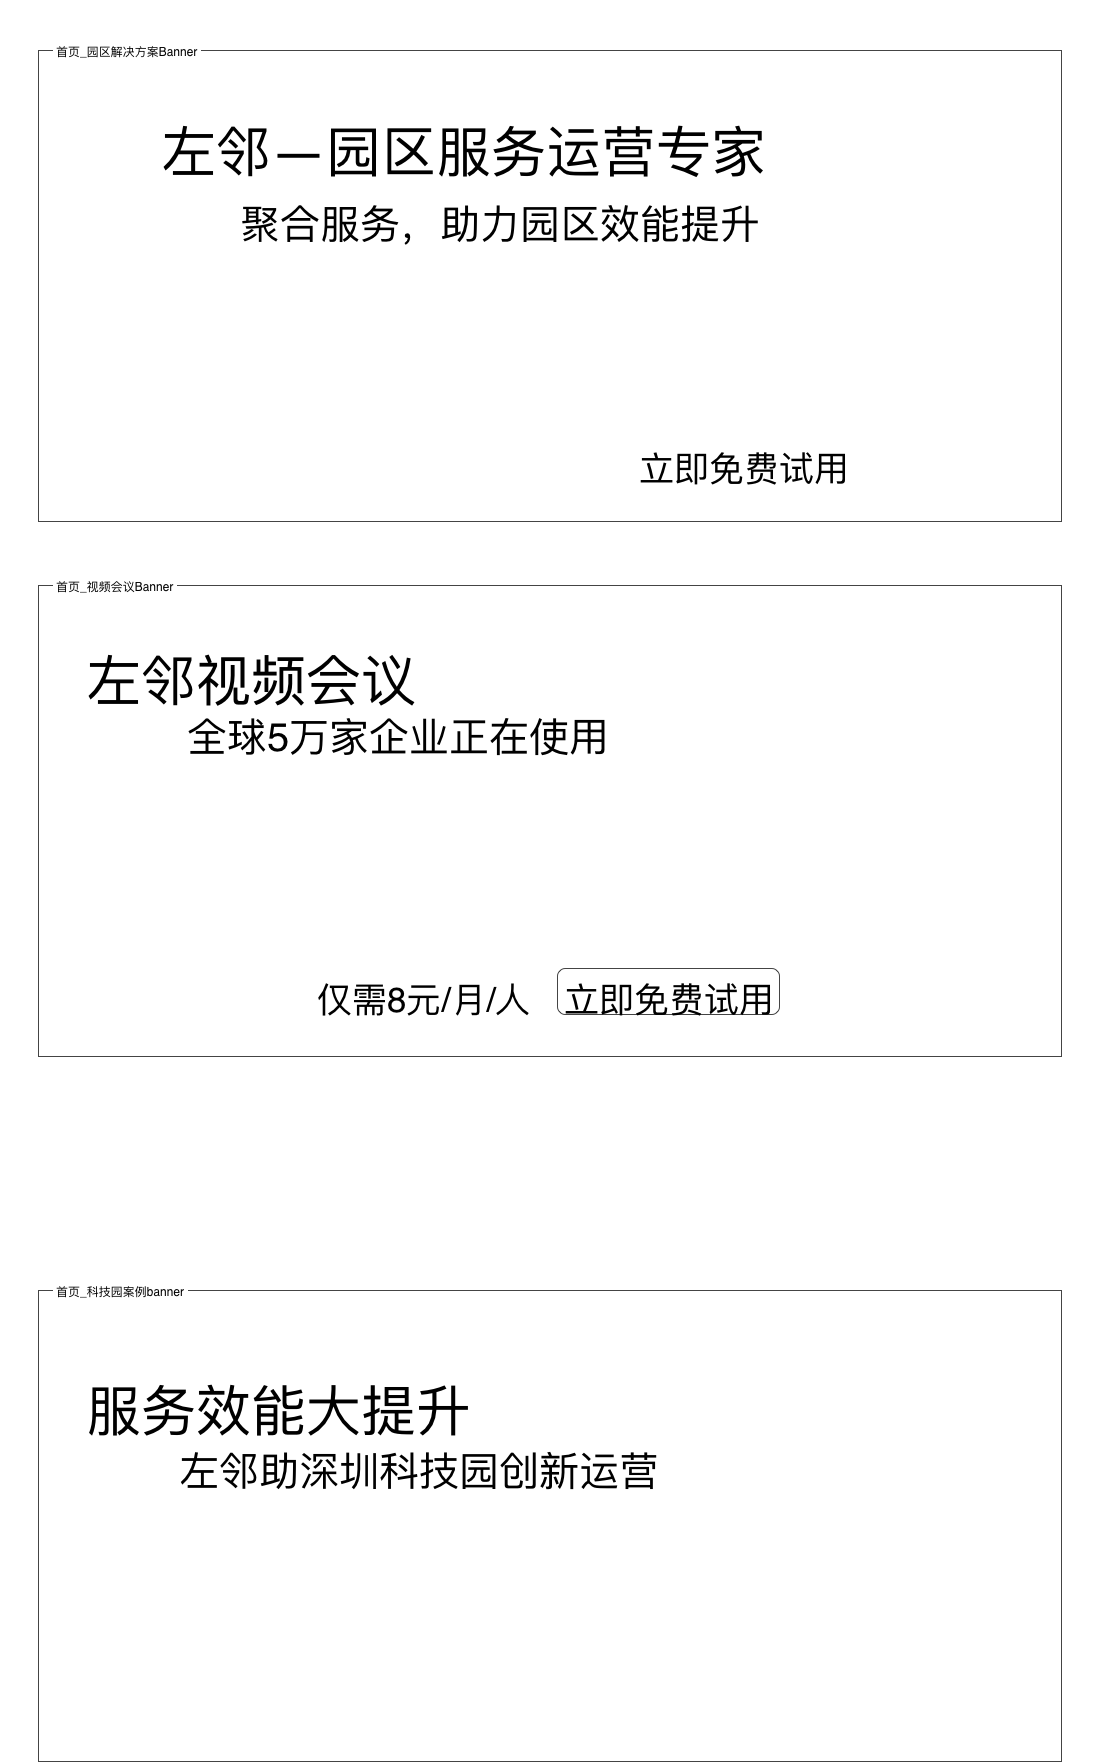 首页_园区解决方案Banner
左邻—园区服务运营专家
聚合服务，助力园区效能提升
立即免费试用
首页_视频会议Banner
左邻视频会议
全球5万家企业正在使用
仅需8元/月/人 立即免费试用
首页_科技园案例banner
服务效能大提升
左邻助深圳科技园创新运营